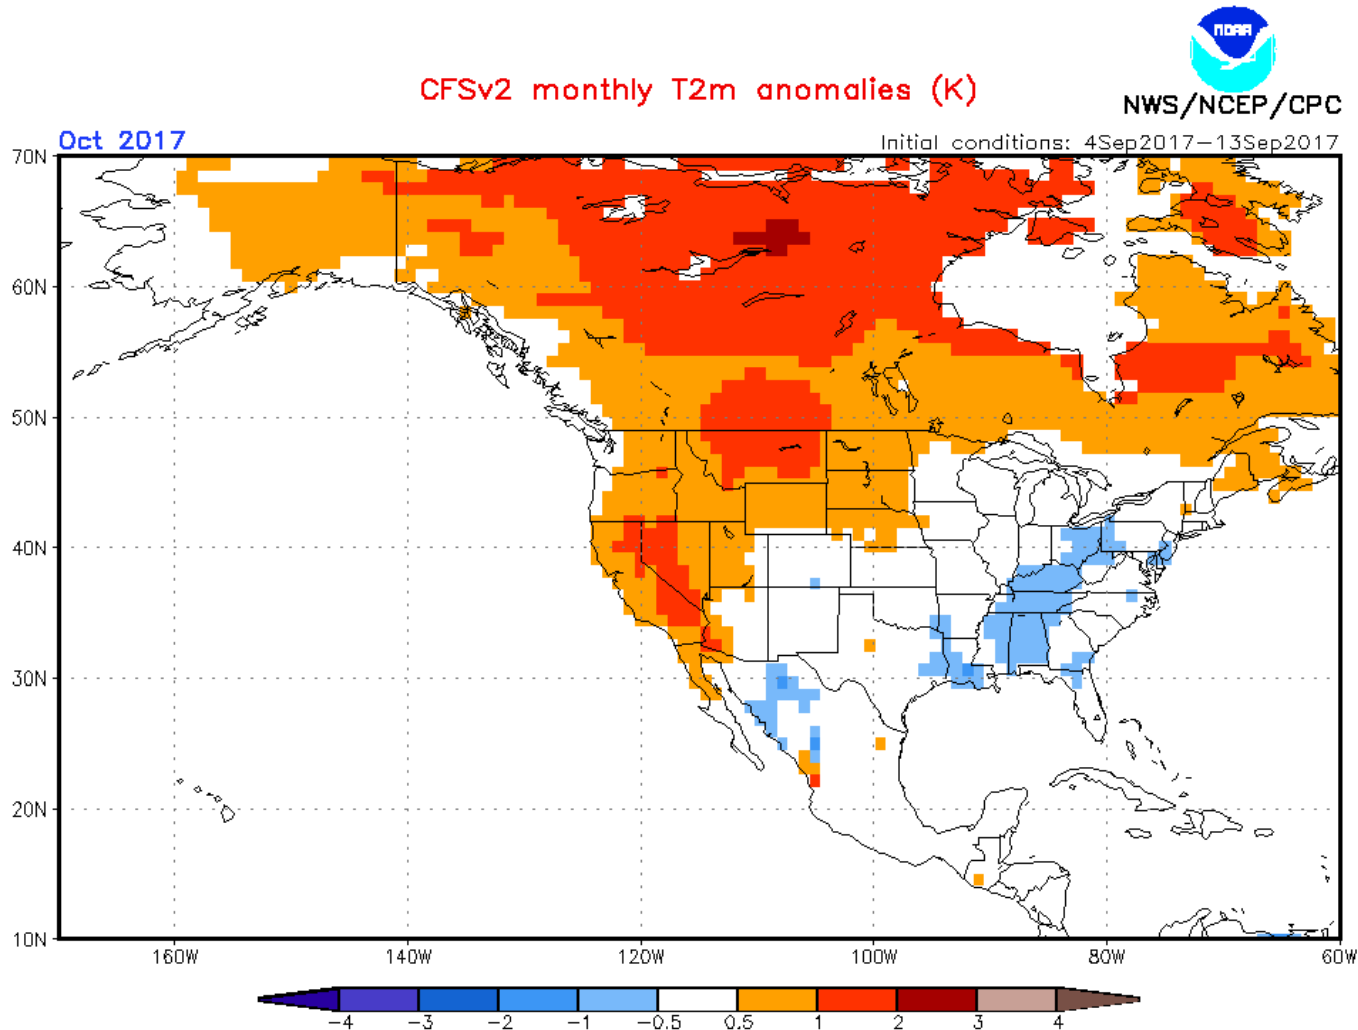 NOAA
CFSv2 monthly T2m anomalies (K)
NWS/NCEP/CPC
Oct 2017
Initial conditions: 4Sep2017–13Sep2017
70N
60N
50N
40N
30N
20N
10N
160W
140W
120W
100W
80W
60W
−4
−3
−2
−1
−0.5
0.5
1
2
3
4